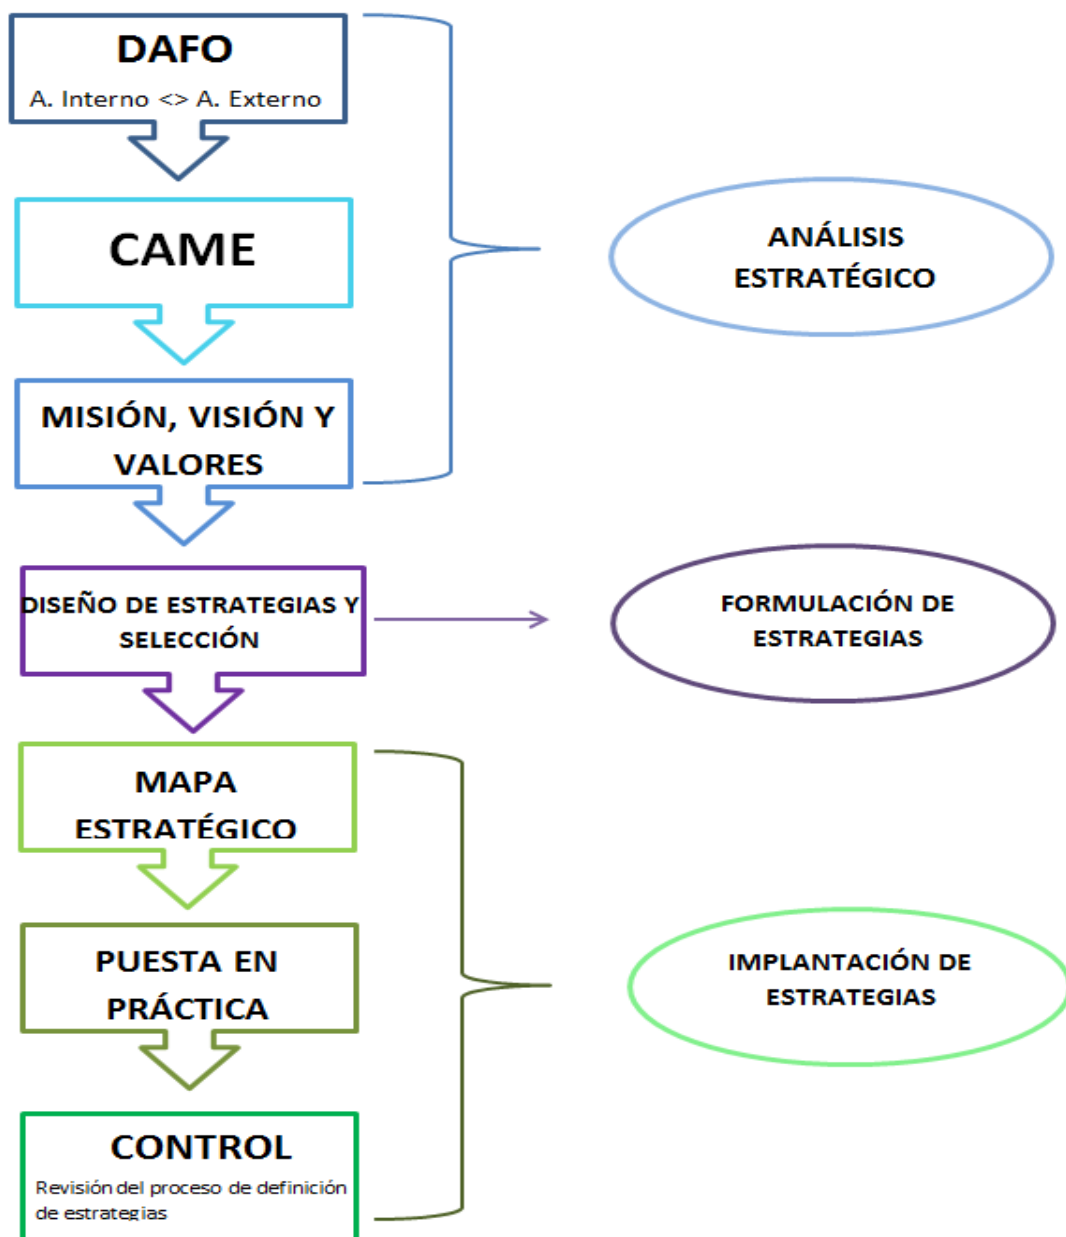 DAFO
A. Interno <> A. Externo
CAME
MISIÓN, VISIÓN Y
VALORES
ANÁLISIS
ESTRATÉGICO
DISEÑO DE ESTRATEGIAS Y
SELECCIÓN
FORMULACIÓN DE
ESTRATEGIAS
MAPA
ESTRATÉGICO
PUESTA EN
PRÁCTICA
CONTROL
Revisión del proceso de definición
de estrategias
IMPLANTACIÓN DE
ESTRATEGIAS